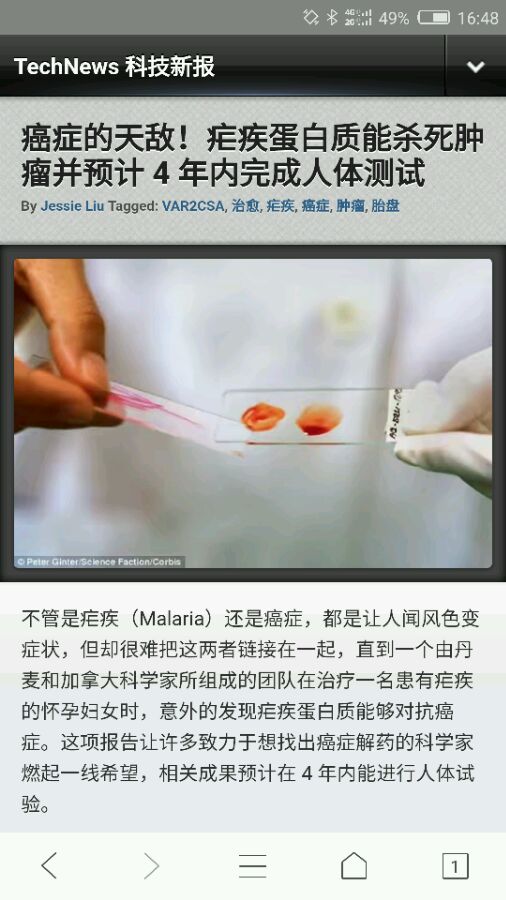 49% 16:48
TechNews 科技新报
癌症的天敌！疟疾蛋白质能杀死肿
瘤并预计 4 年内完成人体测试
By Jessie Liu Tagged: VAR2CSA, 治愈, 疟疾, 癌症, 肿瘤, 胎盘
© Peter Ginter/Science Faction/Corbis
不管是疟疾（Malaria）还是癌症，都是让人闻风色变
症状，但却很难把这两者链接在一起，直到一个由丹
麦和加拿大科学家所组成的团队在治疗一名患有疟疾
的怀孕妇女时，意外的发现疟疾蛋白质能够对抗癌
症。这项报告让许多致力于想找出癌症解药的科学家
燃起一线希望，相关成果预计在 4 年内能进行人体试
验。
1